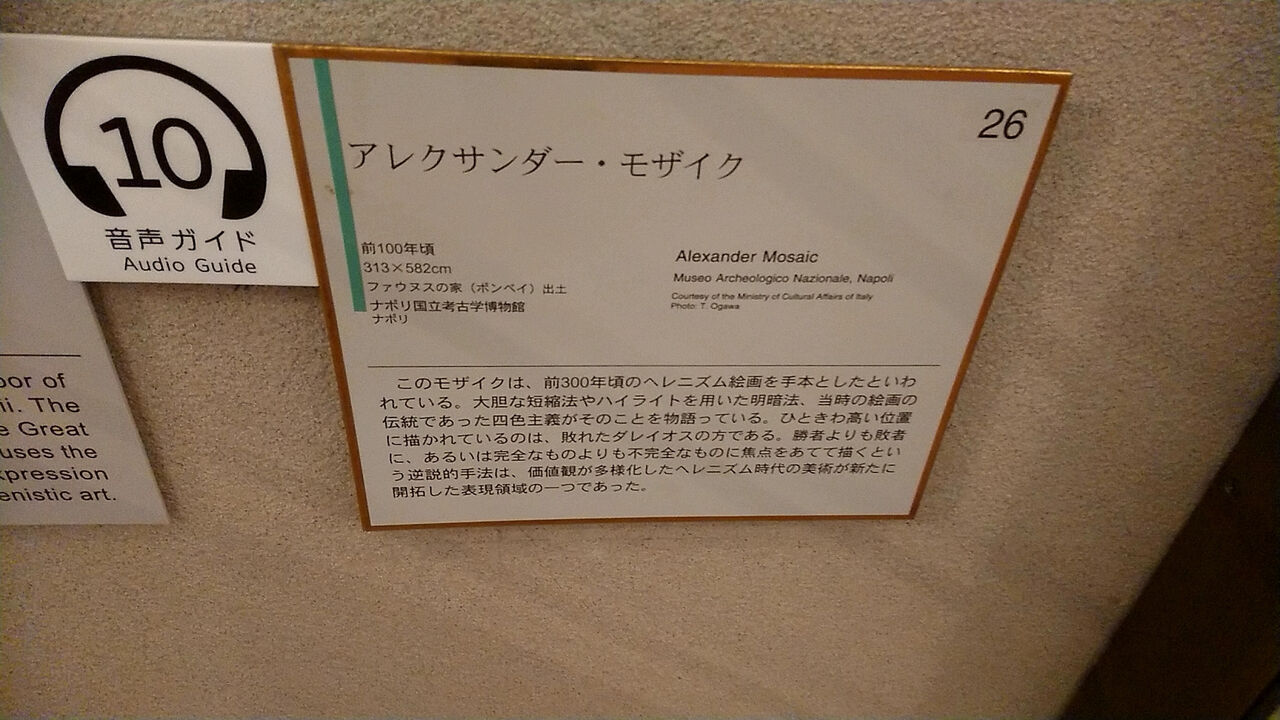 10
音声ガイド
Audio Guide
oor of
ii. The
e Great
uses the
xpression
enistic art.
26
アレクサンダー・モザイク
前100年頃
313×582cm
ファウヌスの家（ポンペイ）出土
ナポリ国立考古学博物館
ナポリ
Alexander Mosaic
Museo Archeologico Nazionale, Napoli
Courtesy of the Ministry of Cultural Affairs of Italy
Photo: T. Ogawa
このモザイクは、前300年頃のヘレニズム絵画を手本としたといわ
れている。大胆な短縮法やハイライトを用いた明暗法、当時の絵画の
伝統であった四色主義がそのことを物語っている。ひときわ高い位置
に描かれているのは、敗れたダレイオスの方である。勝者よりも敗者
に、あるいは完全なものよりも不完全なものに焦点をあてて描くとい
う逆説的手法は、価値観が多様化したヘレニズム時代の美術が新たに
開拓した表現領域の一つであった。